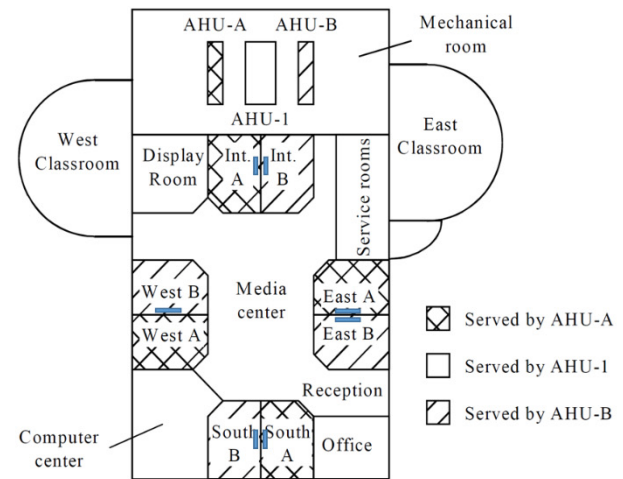 AHU-A
AHU-B
Mechanical
room
AHU-1
West
Classroom
East
Classroom
Display
Room
Int.
A
Int.
B
Service rooms
West B
West A
Media
center
East A
East B
Served by AHU-A
Served by AHU-1
Served by AHU-B
Reception
Computer
center
South
B
South
A
Office